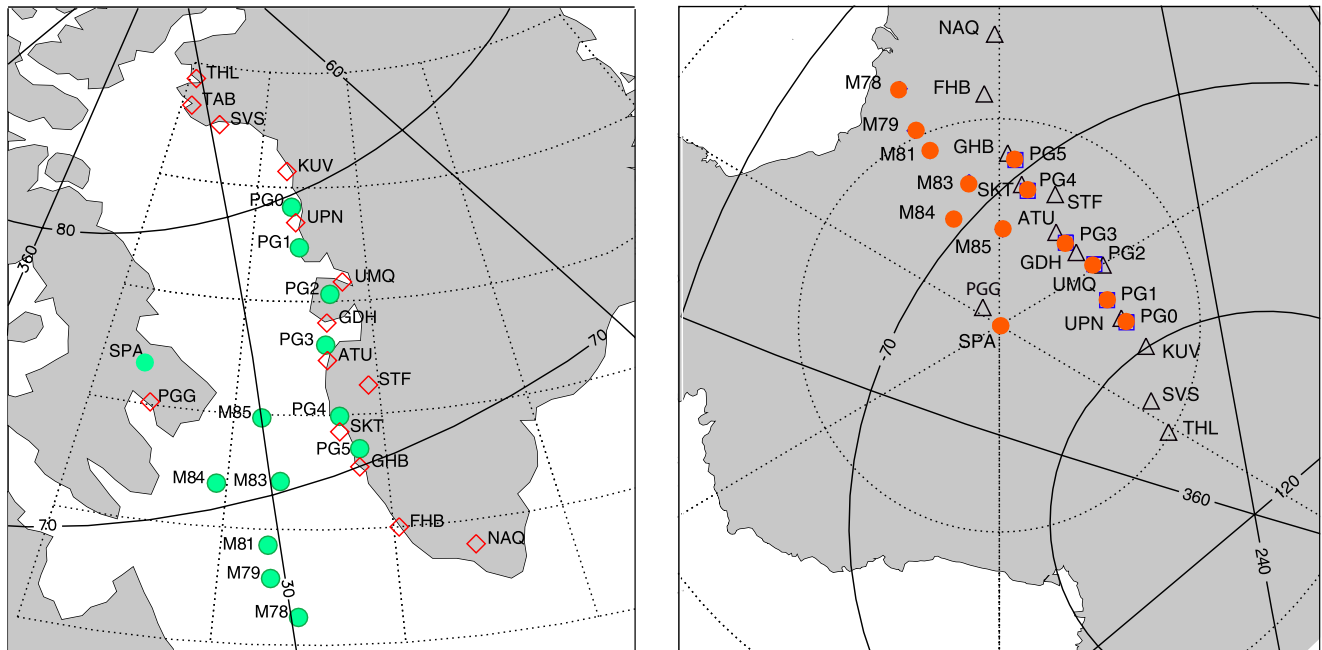 THL
60
TAB
SVS
KUV
PG0
UPN
80
PG1
360
UMQ
PG2
GDH
PG3
70
SPA
ATU
STF
PGG
M85
PG4
SKT
PG5
GHB
M84
M83
70
FHB
NAQ
M81
M79
30
M78
NAQ
M78
FHB
M79
GHB
PG5
M81
M83
SKT
PG4
STF
M84
ATU
M85
PG3
GDH
PG2
UMQ
PGG
PG1
UPN
PG0
SPA
-70
KUV
SVS
THL
360
120
240